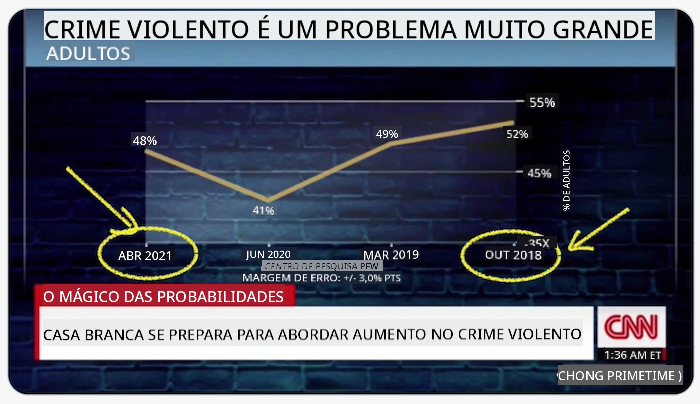 CRIME VIOLENTO É UM PROBLEMA MUITO GRANDE
ADULTOS
55%
48%
49%
52%
45%
% DE ADULTOS
41%
35X
ABR 2021
JUN 2020
MAR 2019
OUT 2018
CENTRO DE PESQUISA PEW
MARGEM DE ERRO: +/- 3,0% PTS
O MÁGICO DAS PROBABILIDADES
CASA BRANCA SE PREPARA PARA ABORDAR AUMENTO NO CRIME VIOLENTO
CNN
1:36 AM ET
CHONG PRIMETIME )